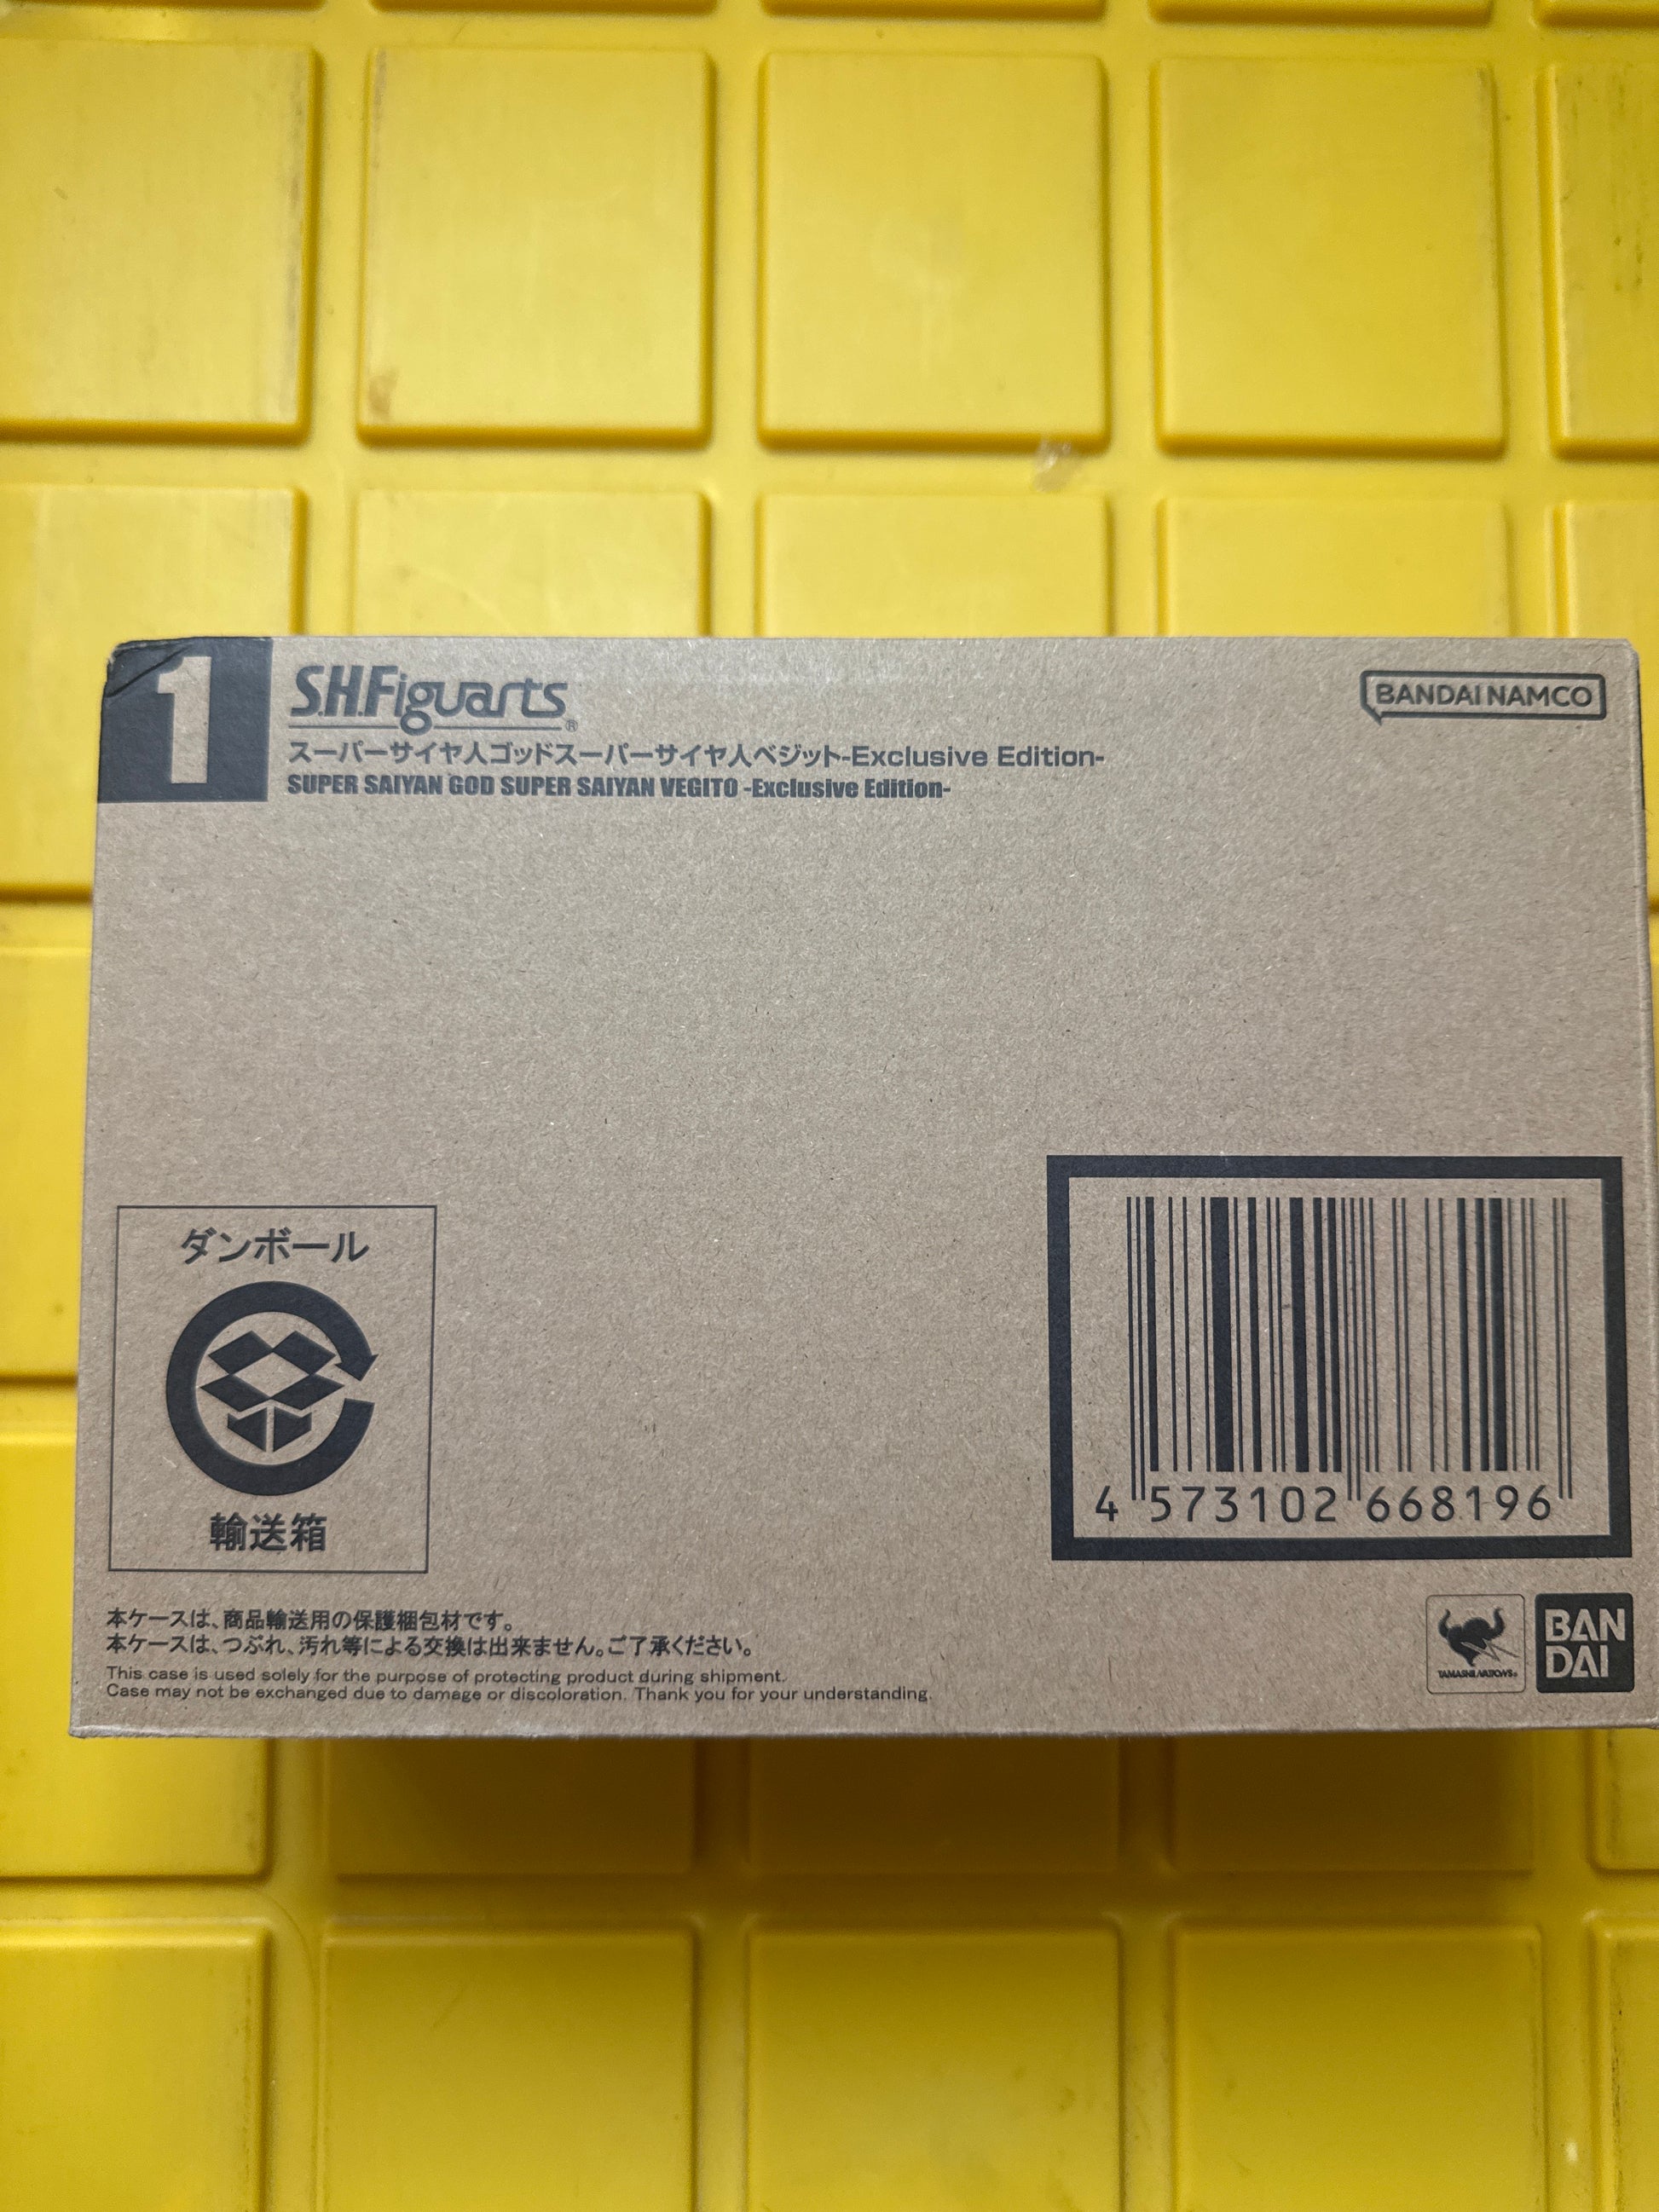 1
S.H.Figuarts®
BANDAI NAMCO
スーパーサイヤ人ゴッドスーパーサイヤ人ベジット-Exclusive Edition-
SUPER SAIYAN GOD SUPER SAIYAN VEGITO -Exclusive Edition-
ダンボール
輸送箱
4 573102 668196
本ケースは、商品輸送用の保護梱包材です。
本ケースは、つぶれ、汚れ等による交換は出来ません。ご了承ください。
This case is used solely for the purpose of protecting product during shipment.
Case may not be exchanged due to damage or discoloration. Thank you for your understanding.
TAMASHII NATIONS®
BAN
DAI